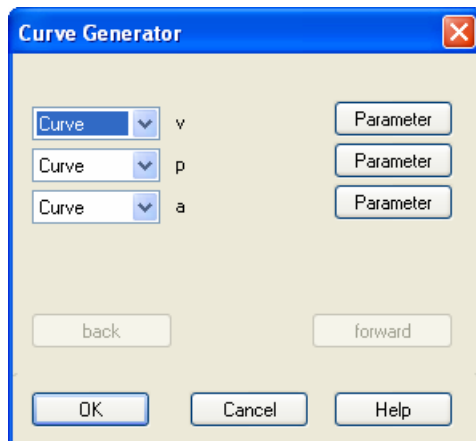 Curve Generator
Curve v Parameter
Curve p Parameter
Curve a Parameter
back forward
OK Cancel Help